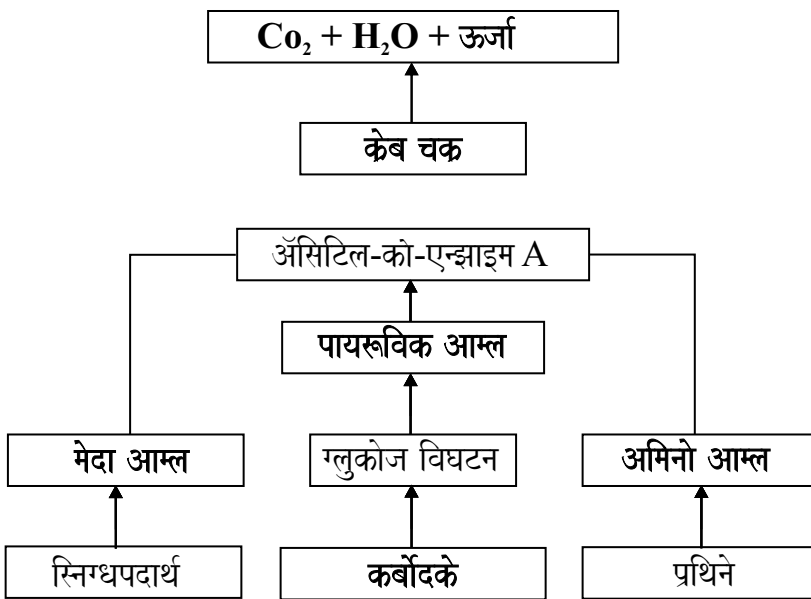 Co₂ + H₂O + ऊर्जा
क्रेब चक्र
ॲसिटिल-को-एन्झाइम A
पायरूविक आम्ल
मेदा आम्ल
ग्लुकोज विघटन
अमिनो आम्ल
स्निग्धपदार्थ
कर्बोदके
प्रथिने